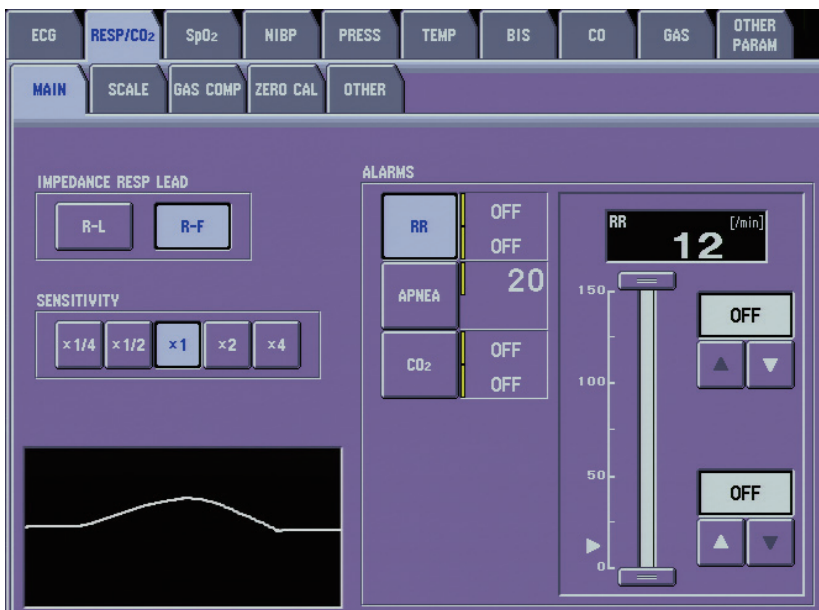 ECG RESP/CO₂ SpO₂ NIBP PRESS TEMP BIS CO GAS OTHER PARAM
MAIN SCALE GAS COMP ZERO CAL OTHER
IMPEDANCE RESP LEAD
R-L R-F
SENSITIVITY
×1/4 ×1/2 ×1 ×2 ×4
ALARMS
RR OFF
OFF
APNEA 20
CO₂ OFF
OFF
RR [/min]
12
150
100
50
0
OFF
OFF